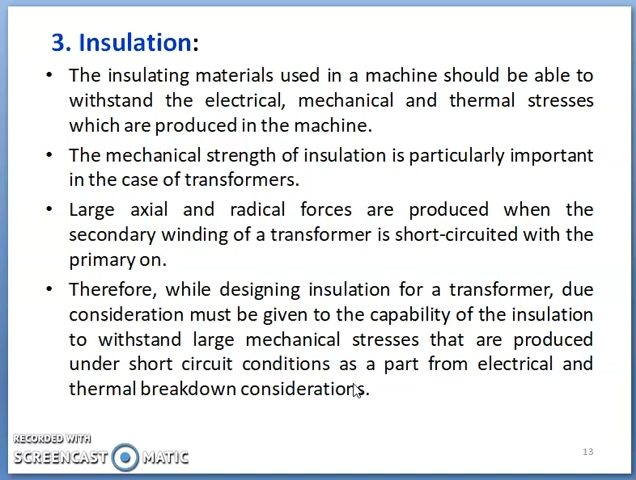 3. Insulation:
• The insulating materials used in a machine should be able to
withstand the electrical, mechanical and thermal stresses
which are produced in the machine.
• The mechanical strength of insulation is particularly important
in the case of transformers.
• Large axial and radical forces are produced when the
secondary winding of a transformer is short-circuited with the
primary on.
• Therefore, while designing insulation for a transformer, due
consideration must be given to the capability of the insulation
to withstand large mechanical stresses that are produced
under short circuit conditions as a part from electrical and
thermal breakdown considerations.
RECORDED WITH
SCREENCAST MATIC
13